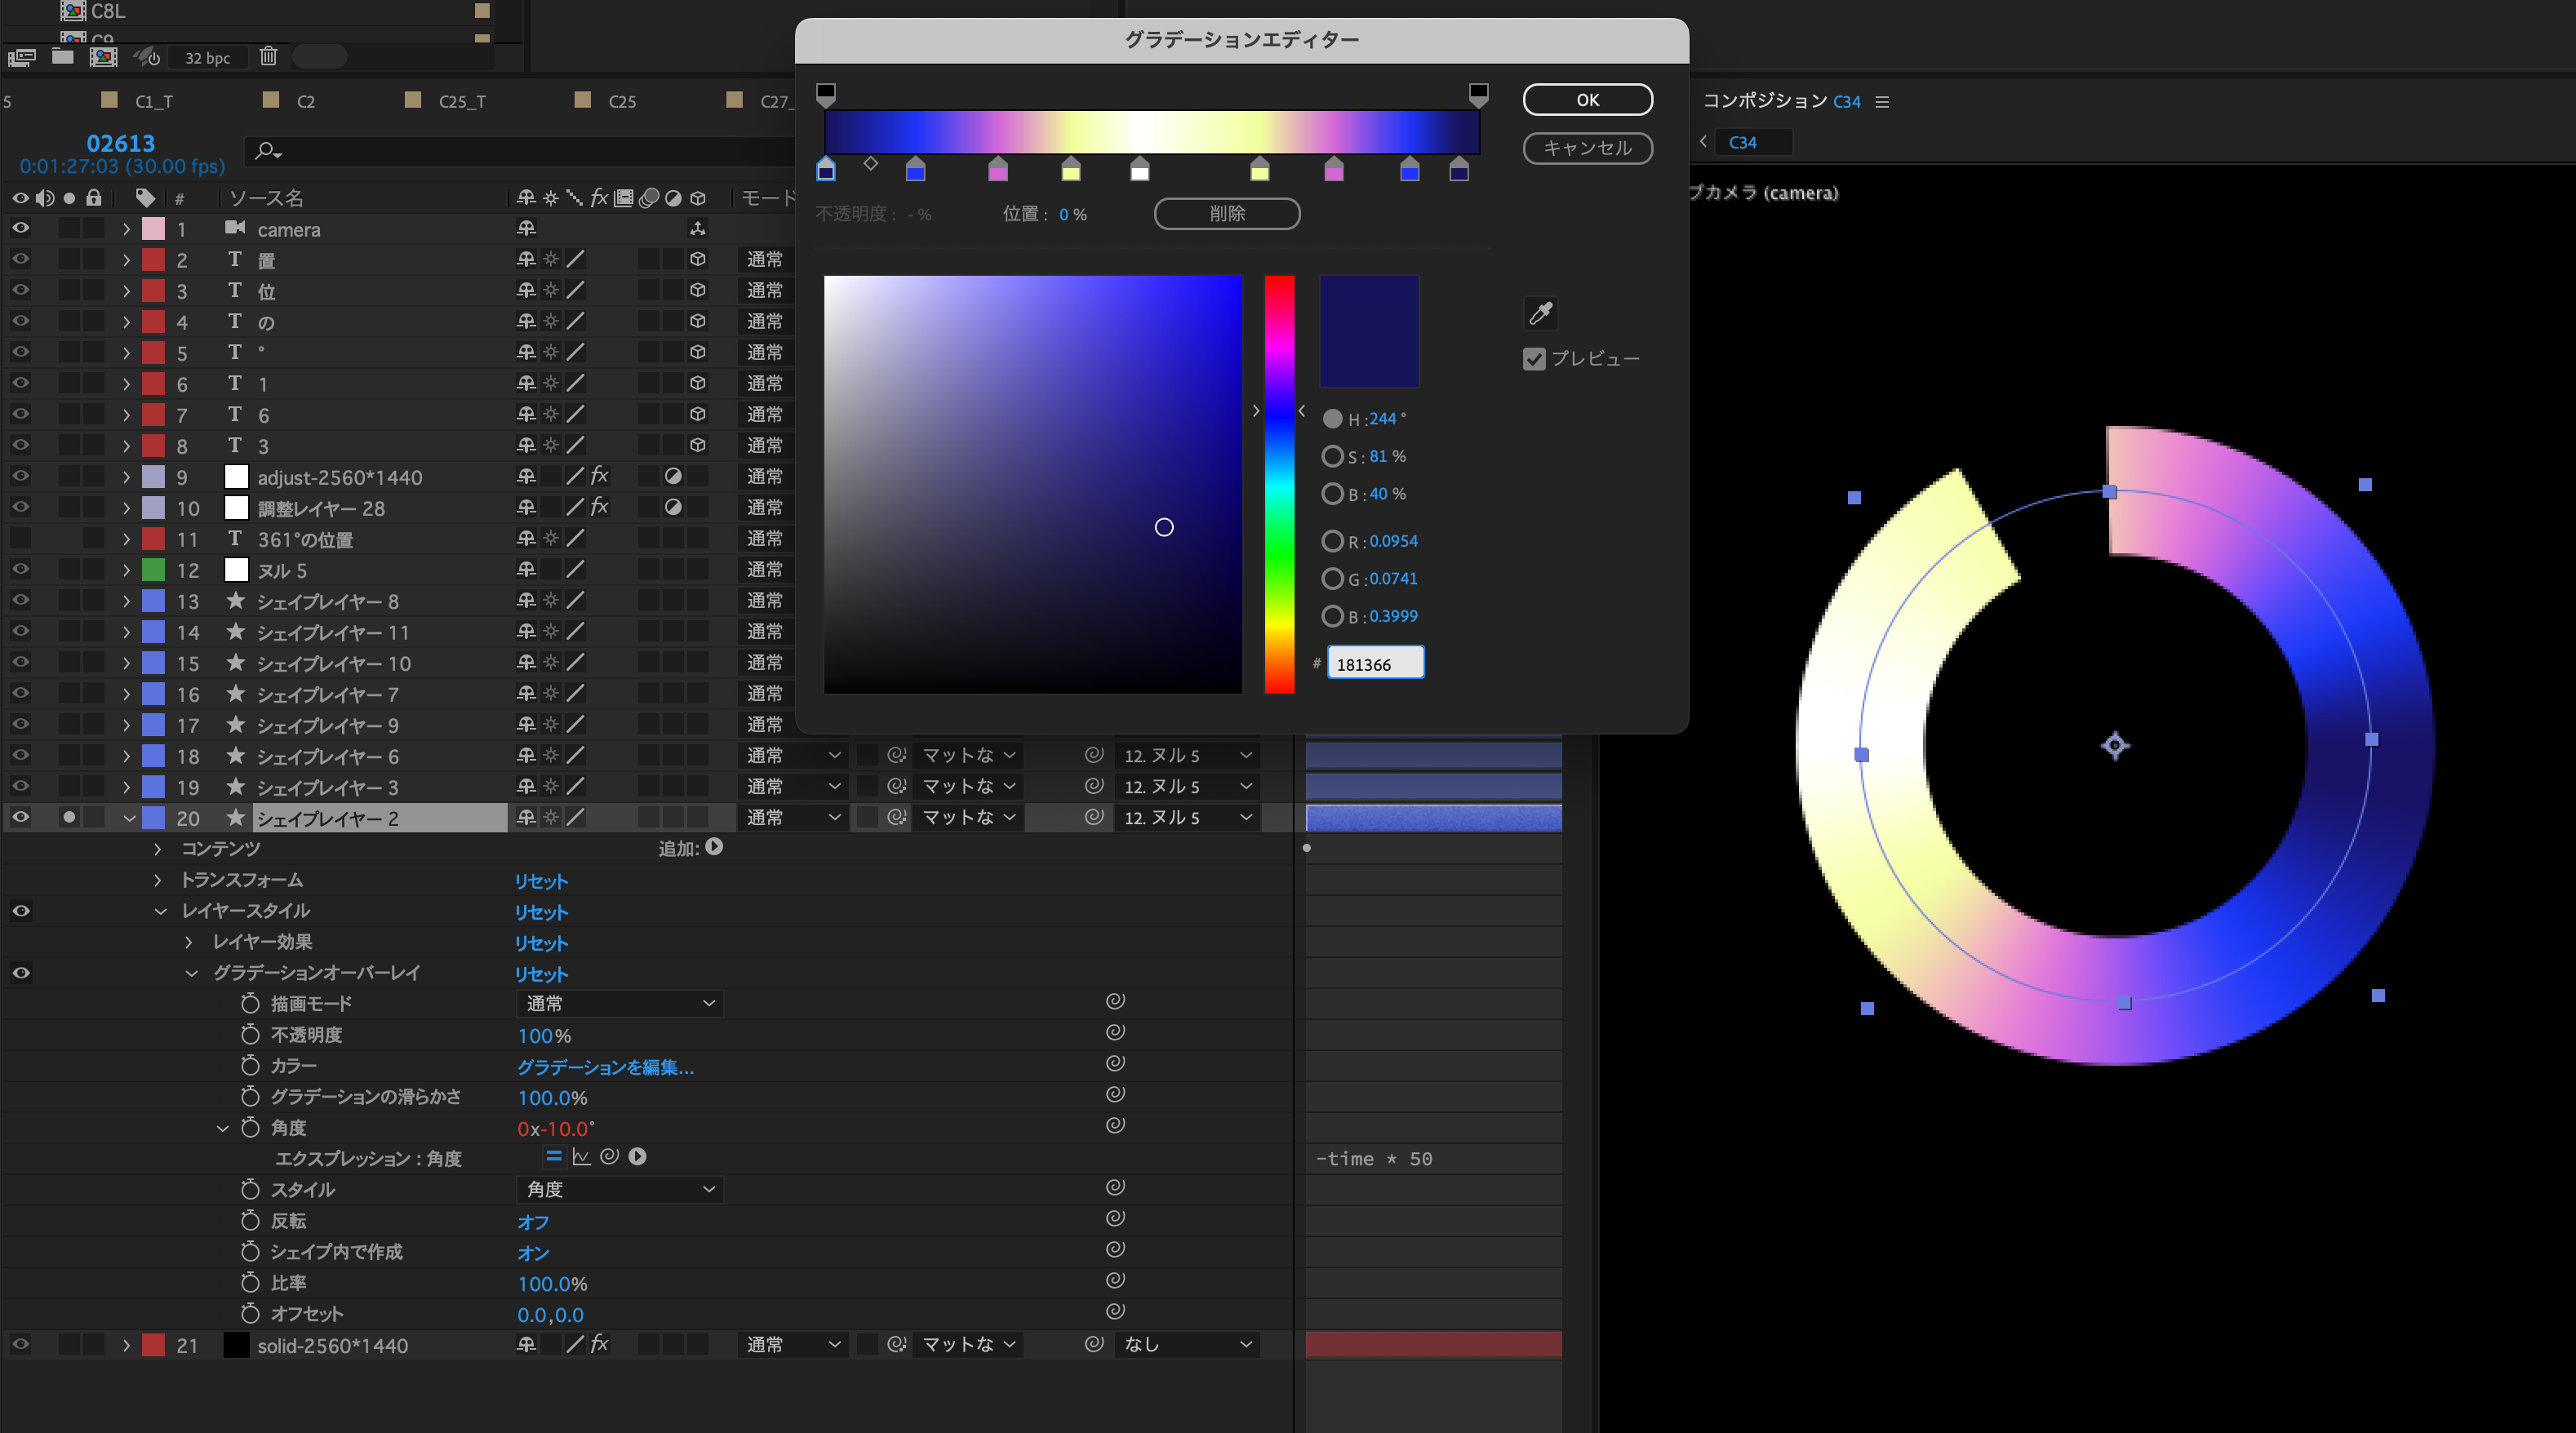 C8L
C9
32 bpc
5 C1_T C2 C25_T C25 C27_
02613
0:01:27:03 (30.00 fps)
# ソース名 fx モード
1 camera
2 T 置 通常
3 T 位 通常
4 T の 通常
5 T ° 通常
6 T 1 通常
7 T 6 通常
8 T 3 通常
9 adjust-2560*1440 fx 通常
10 調整レイヤー 28 fx 通常
11 T 361°の位置 通常
12 ヌル 5 通常
13 シェイプレイヤー 8 通常
14 シェイプレイヤー 11 通常
15 シェイプレイヤー 10 通常
16 シェイプレイヤー 7 通常
17 シェイプレイヤー 9 通常
18 シェイプレイヤー 6 通常 マットな 12. ヌル 5
19 シェイプレイヤー 3 通常 マットな 12. ヌル 5
20 シェイプレイヤー 2 通常 マットな 12. ヌル 5
コンテンツ 追加:
トランスフォーム リセット
レイヤースタイル リセット
レイヤー効果 リセット
グラデーションオーバーレイ リセット
描画モード 通常
不透明度 100%
カラー グラデーションを編集...
グラデーションの滑らかさ 100.0%
角度 0x-10.0°
エクスプレッション : 角度 -time * 50
スタイル 角度
反転 オフ
シェイプ内で作成 オン
比率 100.0%
オフセット 0.0,0.0
21 solid-2560*1440 fx 通常 マットな なし
グラデーションエディター
OK
キャンセル
不透明度 : - % 位置 : 0 % 削除
プレビュー
H : 244 °
S : 81 %
B : 40 %
R : 0.0954
G : 0.0741
B : 0.3999
# 181366
コンポジション C34
C34
ブカメラ (camera)